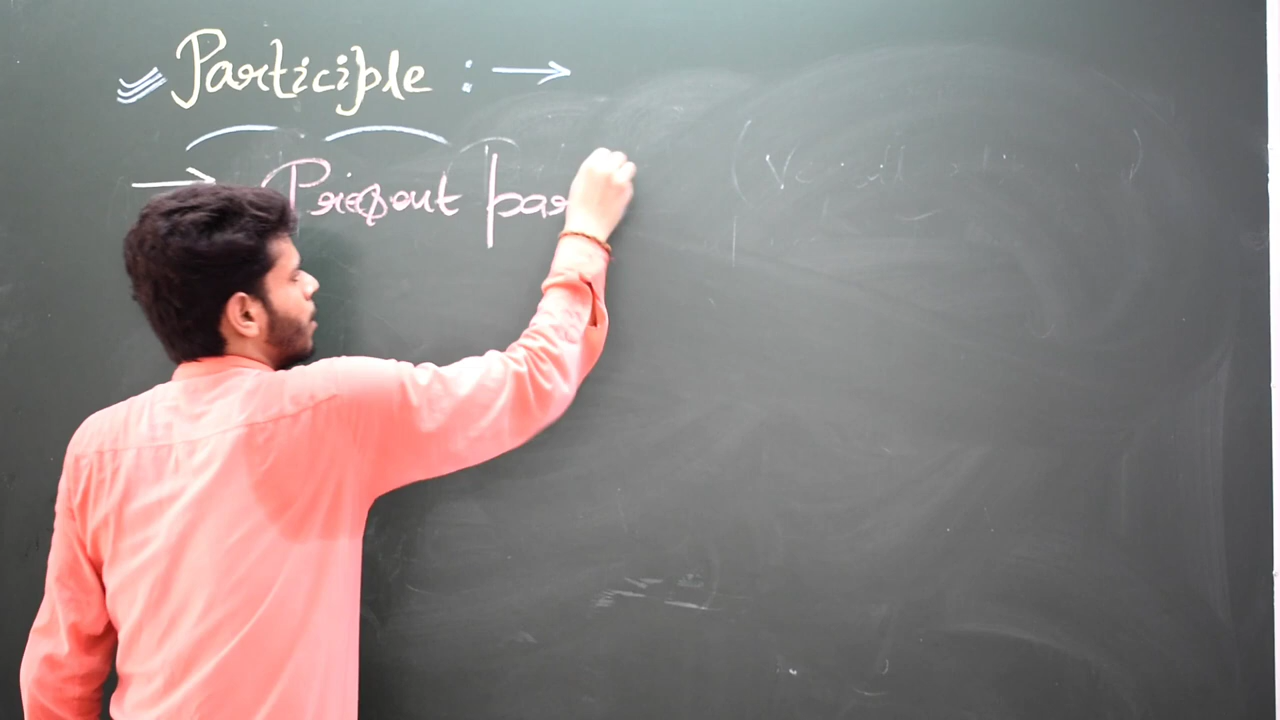 Participle :→
→ Present par